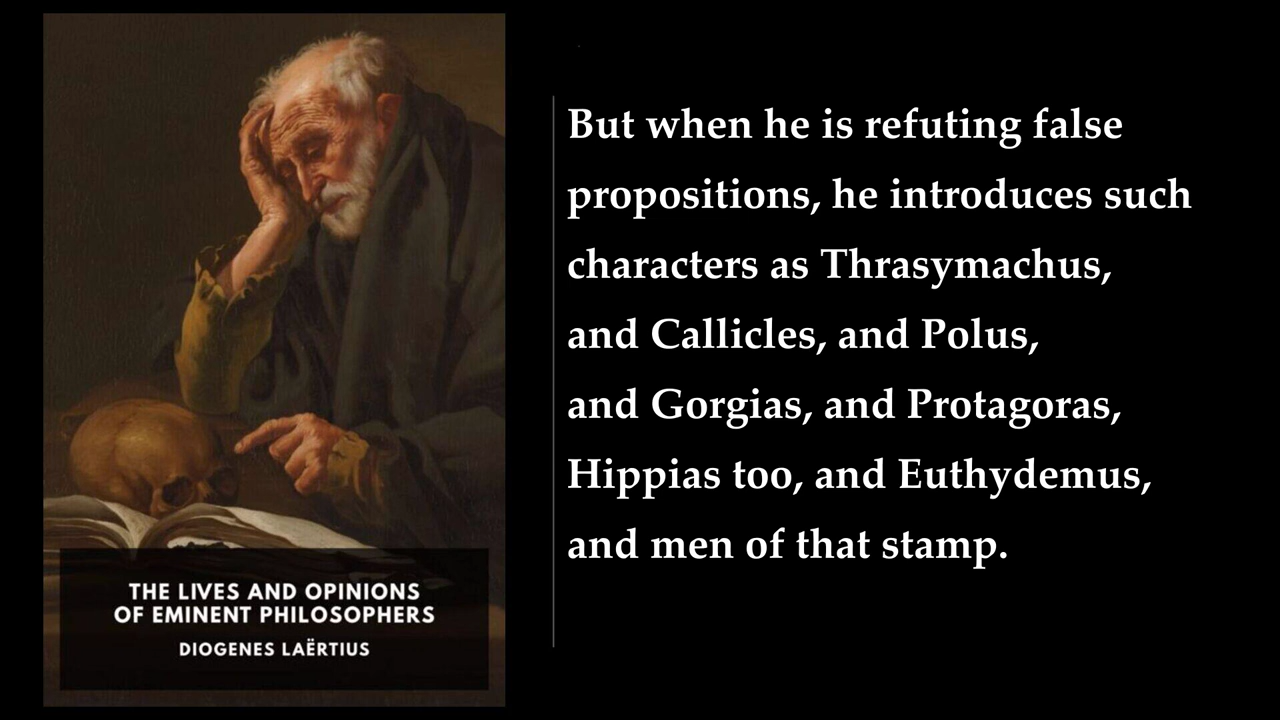 THE LIVES AND OPINIONS
OF EMINENT PHILOSOPHERS
DIOGENES LAËRTIUS
But when he is refuting false
propositions, he introduces such
characters as Thrasymachus,
and Callicles, and Polus,
and Gorgias, and Protagoras,
Hippias too, and Euthydemus,
and men of that stamp.